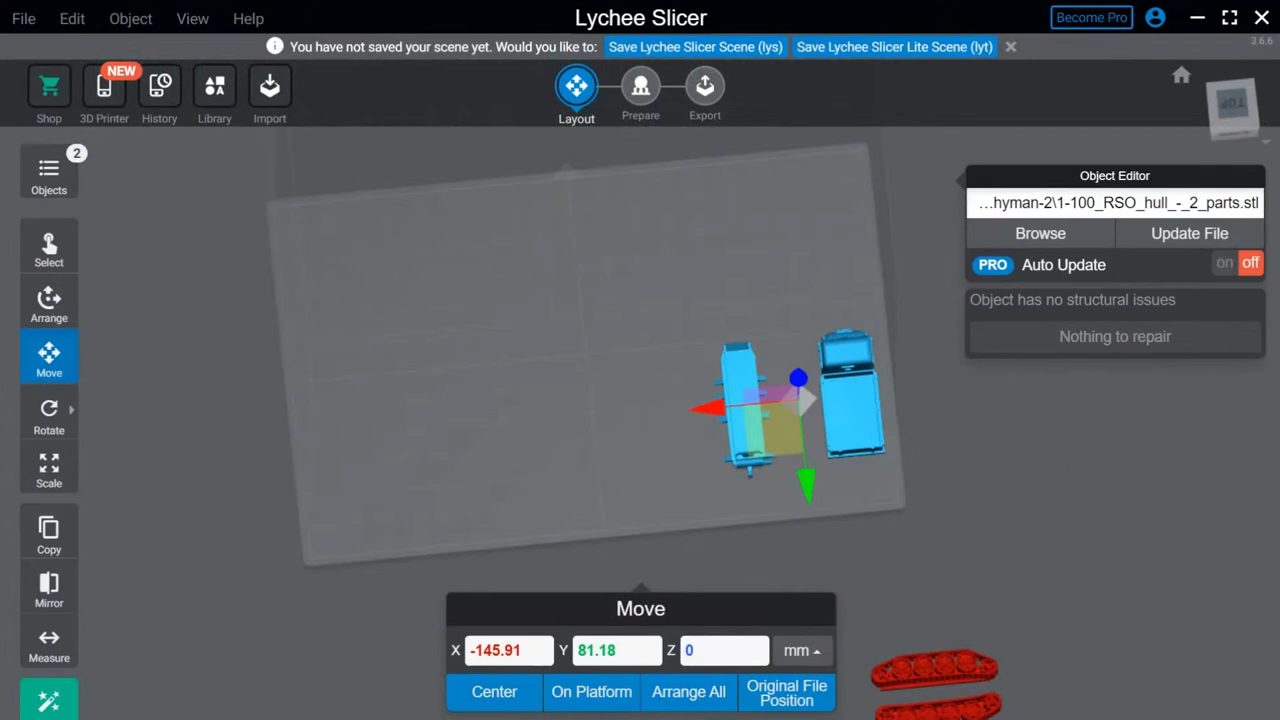 File Edit Object View Help
Lychee Slicer
Become Pro
You have not saved your scene yet. Would you like to: Save Lychee Slicer Scene (lys) Save Lychee Slicer Lite Scene (lyt)
3.6.6
NEW
Shop 3D Printer History Library Import
Layout Prepare Export
TOP
2
Objects
Select
Arrange
Move
Rotate
Scale
Copy
Mirror
Measure
Object Editor
...hyman-2\1-100_RSO_hull_-_2_parts.stl
Browse Update File
PRO Auto Update on off
Object has no structural issues
Nothing to repair
Move
X -145.91 Y 81.18 Z 0 mm
Center On Platform Arrange All Original File
Position